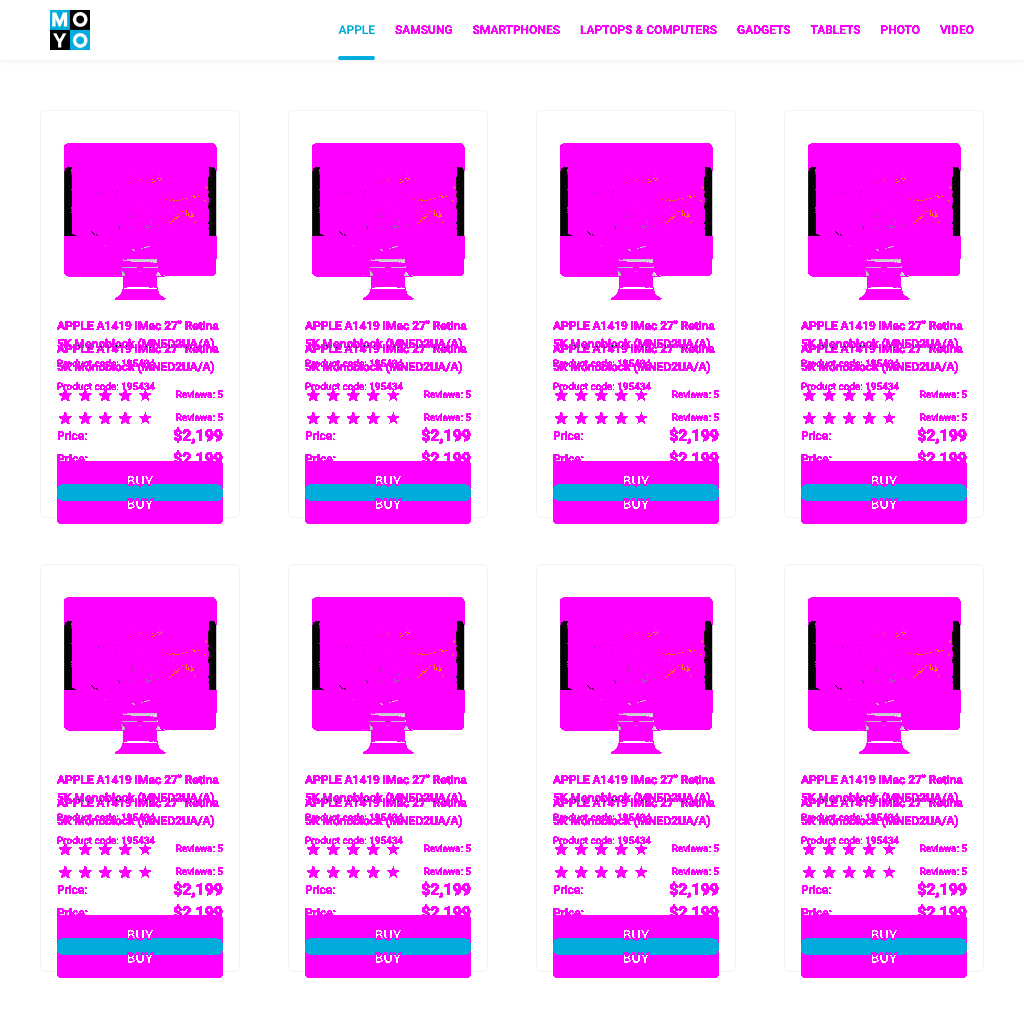 MO
YO
APPLE SAMSUNG SMARTPHONES LAPTOPS & COMPUTERS GADGETS TABLETS PHOTO VIDEO
APPLE A1419 iMac 27" Retina APPLE A1419 iMac 27" Retina APPLE A1419 iMac 27" Retina APPLE A1419 iMac 27" Retina
5K Monoblock (MNED2UA/A) 5K Monoblock (MNED2UA/A) 5K Monoblock (MNED2UA/A) 5K Monoblock (MNED2UA/A)
APPLE A1419 iMac 27" Retina APPLE A1419 iMac 27" Retina APPLE A1419 iMac 27" Retina APPLE A1419 iMac 27" Retina
Product code: 195434 Product code: 195434 Product code: 195434 Product code: 195434
5K Monoblock (MNED2UA/A) 5K Monoblock (MNED2UA/A) 5K Monoblock (MNED2UA/A) 5K Monoblock (MNED2UA/A)
Product code: 195434 Product code: 195434 Product code: 195434 Product code: 195434
Reviews: 5 Reviews: 5 Reviews: 5 Reviews: 5
Reviews: 5 Reviews: 5 Reviews: 5 Reviews: 5
Price: $2,199 Price: $2,199 Price: $2,199 Price: $2,199
Price: $2,199 Price: $2,199 Price: $2,199 Price: $2,199
BUY BUY BUY BUY
BUY BUY BUY BUY
APPLE A1419 iMac 27" Retina APPLE A1419 iMac 27" Retina APPLE A1419 iMac 27" Retina APPLE A1419 iMac 27" Retina
5K Monoblock (MNED2UA/A) 5K Monoblock (MNED2UA/A) 5K Monoblock (MNED2UA/A) 5K Monoblock (MNED2UA/A)
APPLE A1419 iMac 27" Retina APPLE A1419 iMac 27" Retina APPLE A1419 iMac 27" Retina APPLE A1419 iMac 27" Retina
Product code: 195434 Product code: 195434 Product code: 195434 Product code: 195434
5K Monoblock (MNED2UA/A) 5K Monoblock (MNED2UA/A) 5K Monoblock (MNED2UA/A) 5K Monoblock (MNED2UA/A)
Product code: 195434 Product code: 195434 Product code: 195434 Product code: 195434
Reviews: 5 Reviews: 5 Reviews: 5 Reviews: 5
Reviews: 5 Reviews: 5 Reviews: 5 Reviews: 5
Price: $2,199 Price: $2,199 Price: $2,199 Price: $2,199
Price: $2,199 Price: $2,199 Price: $2,199 Price: $2,199
BUY BUY BUY BUY
BUY BUY BUY BUY